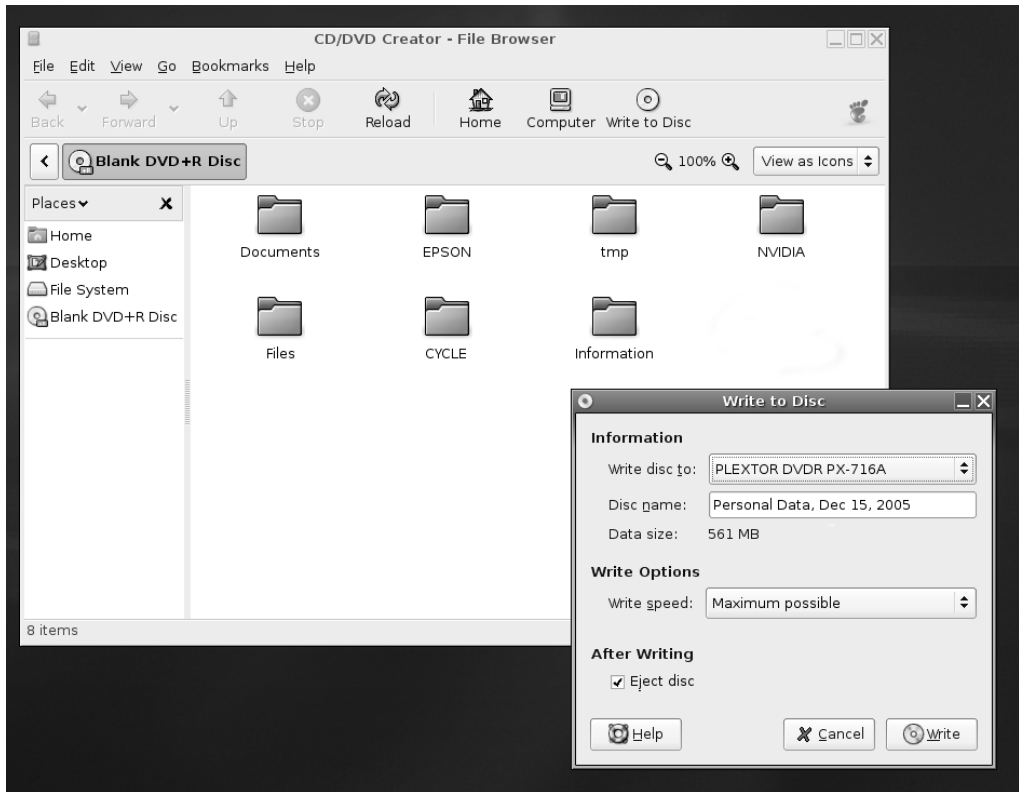 CD/DVD Creator - File Browser
File Edit View Go Bookmarks Help
Back Forward Up Stop Reload Home Computer Write to Disc
Blank DVD+R Disc 100% View as Icons
Places
Home
Desktop
File System
Blank DVD+R Disc
Documents EPSON tmp NVIDIA
Files CYCLE Information
8 items
Write to Disc
Information
Write disc to: PLEXTOR DVDR PX-716A
Disc name: Personal Data, Dec 15, 2005
Data size: 561 MB
Write Options
Write speed: Maximum possible
After Writing
Eject disc
Help Cancel Write